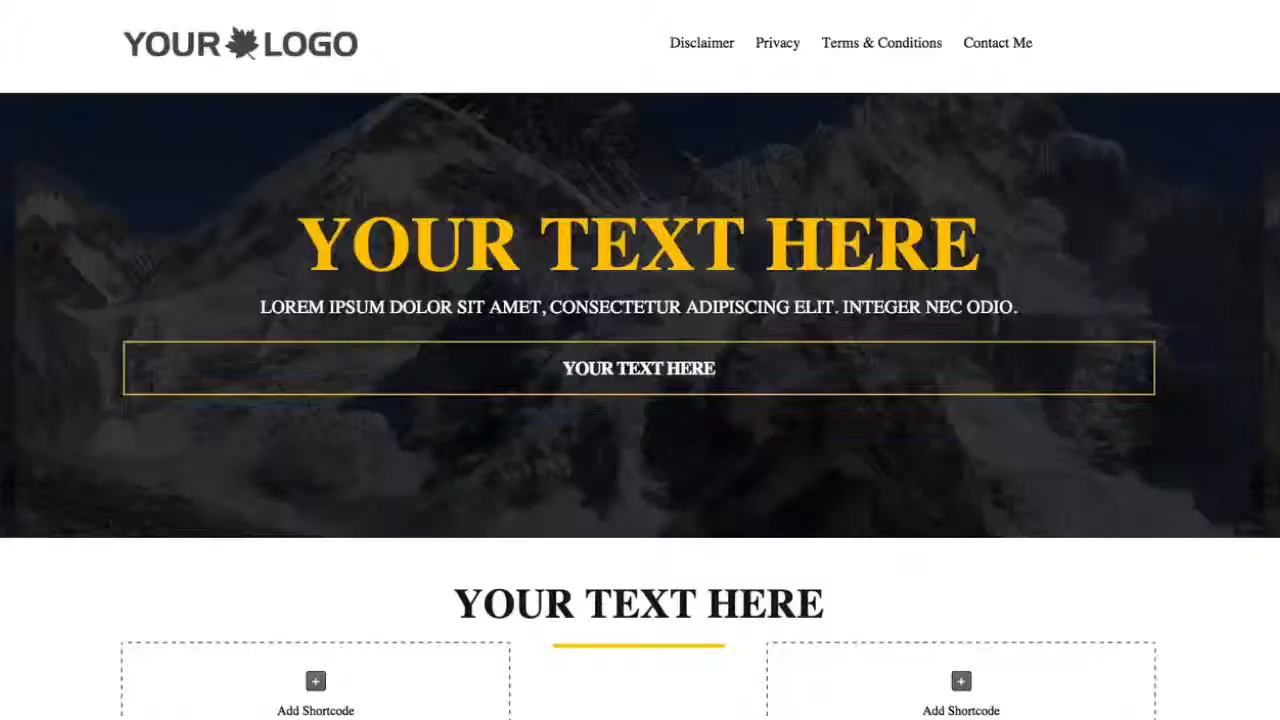 YOUR LOGO
Disclaimer Privacy Terms & Conditions Contact Me
YOUR TEXT HERE
LOREM IPSUM DOLOR SIT AMET, CONSECTETUR ADIPISCING ELIT. INTEGER NEC ODIO.
YOUR TEXT HERE
YOUR TEXT HERE
Add Shortcode
Add Shortcode